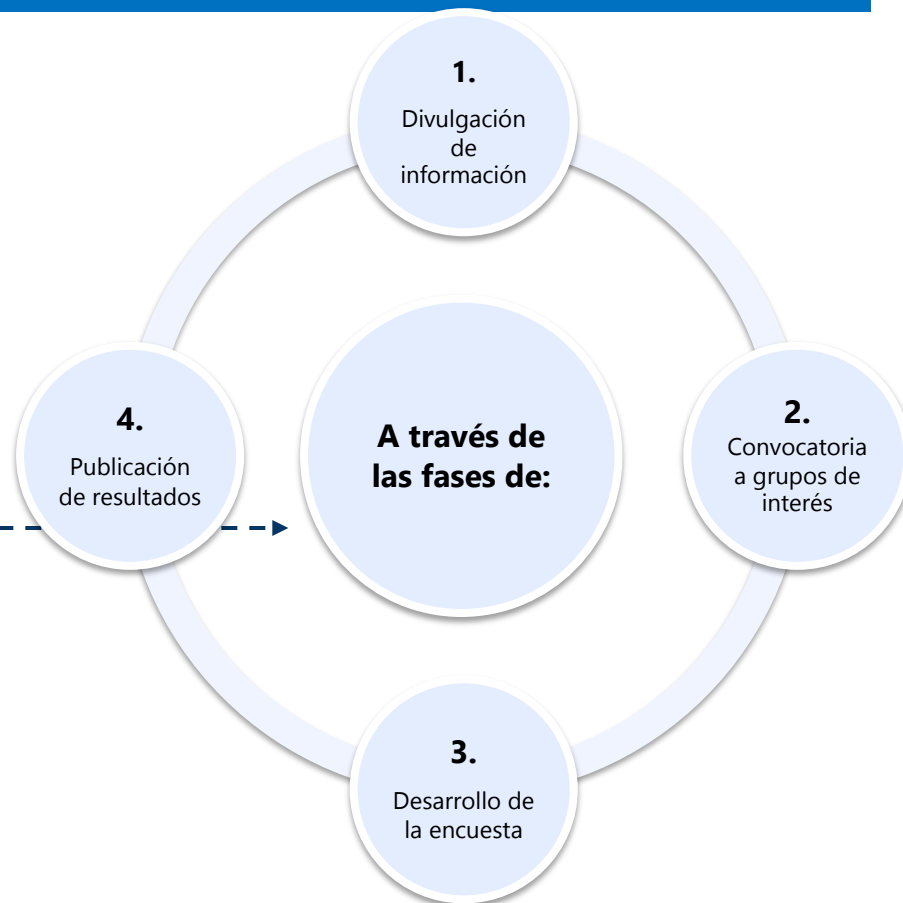 1.
Divulgación
de
información
2.
Convocatoria
a grupos de
interés
3.
Desarrollo de
la encuesta
4.
Publicación
de resultados
A través de
las fases de: